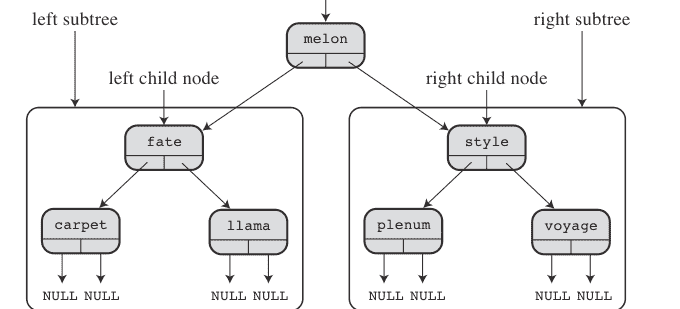 left subtree
right subtree
melon
left child node
right child node
fate
style
carpet
llama
plenum
voyage
NULL NULL
NULL NULL
NULL NULL
NULL NULL